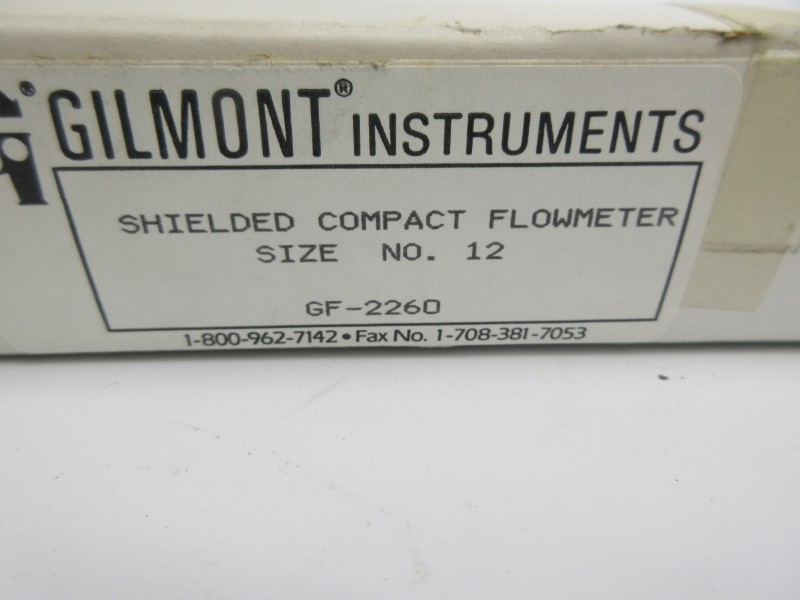 ® GILMONT® INSTRUMENTS
SHIELDED COMPACT FLOWMETER
SIZE NO. 12
GF-2260
1-800-962-7142 • Fax No. 1-708-381-7053